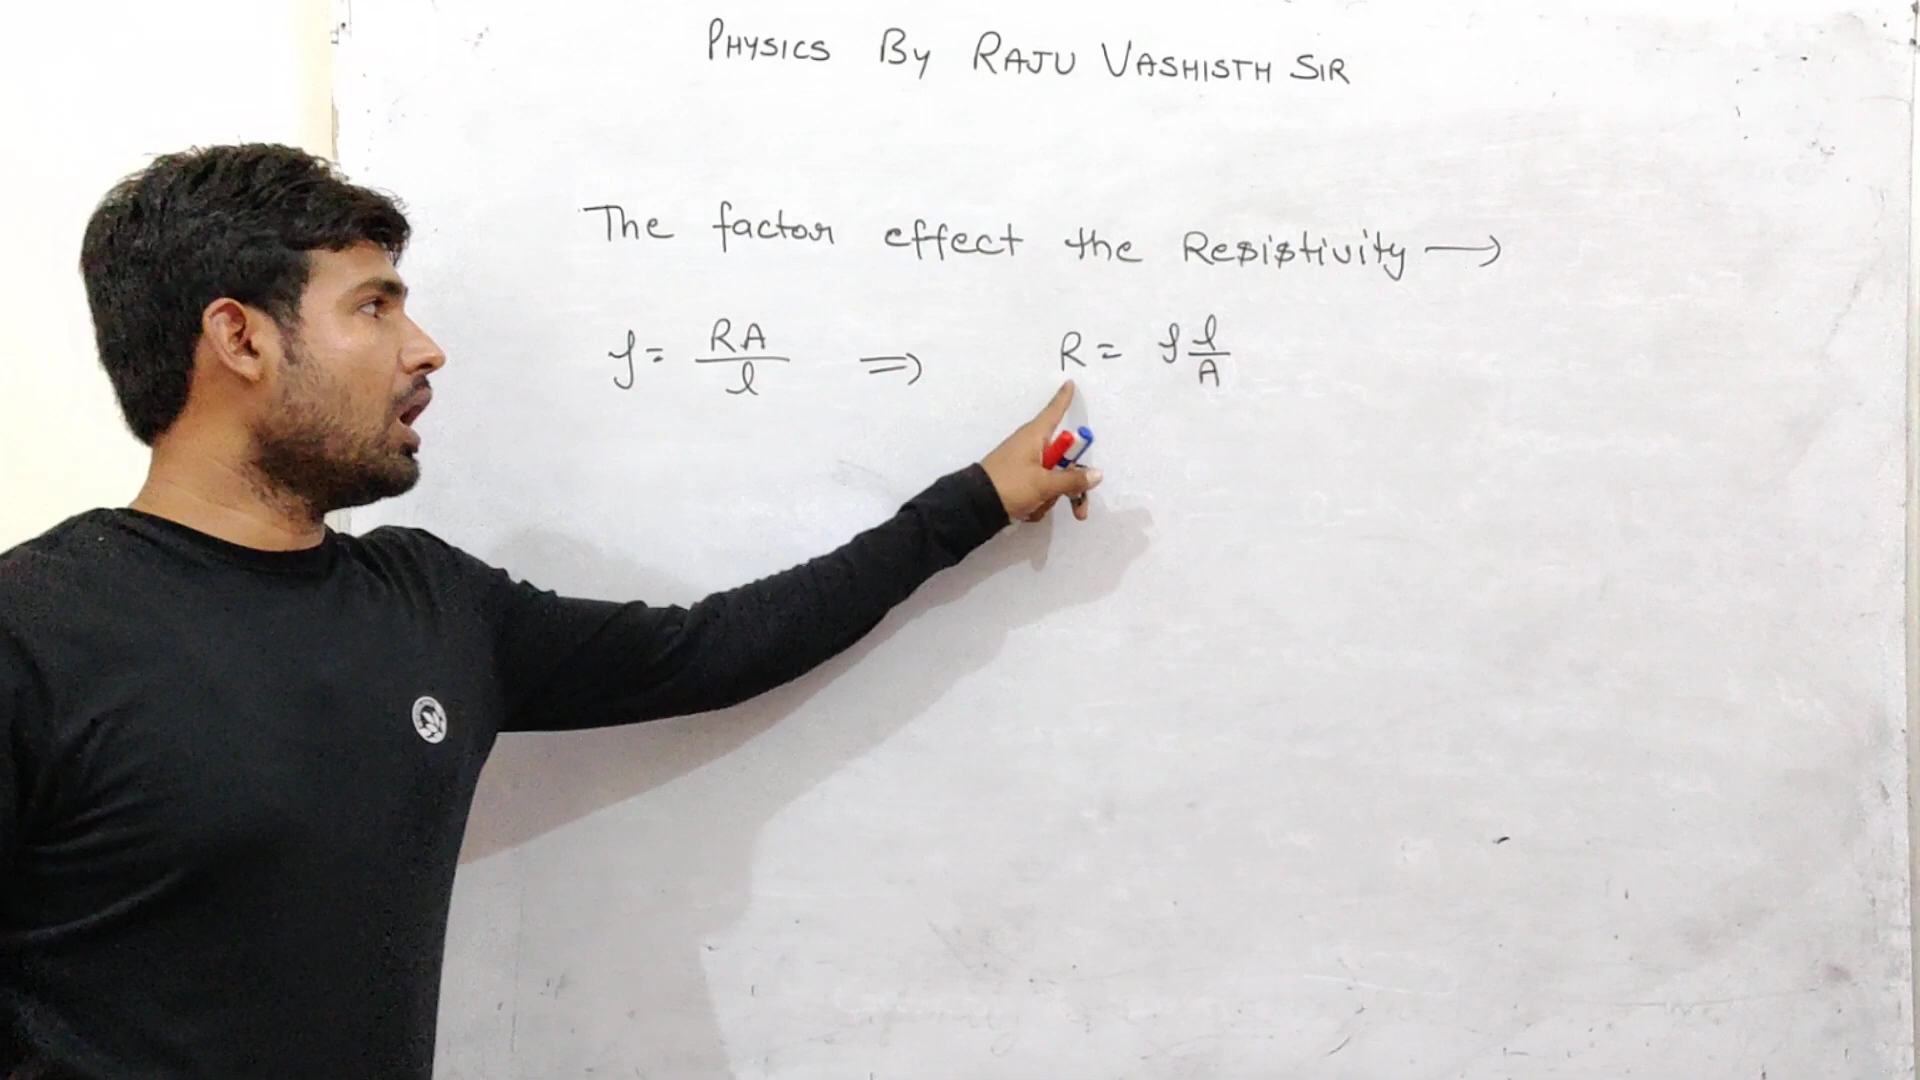 PHYSICS By RAJU VASHISTH SIR
The factor effect the Resistivity →
ρ = RA/l ⇒ R = ρ l/A